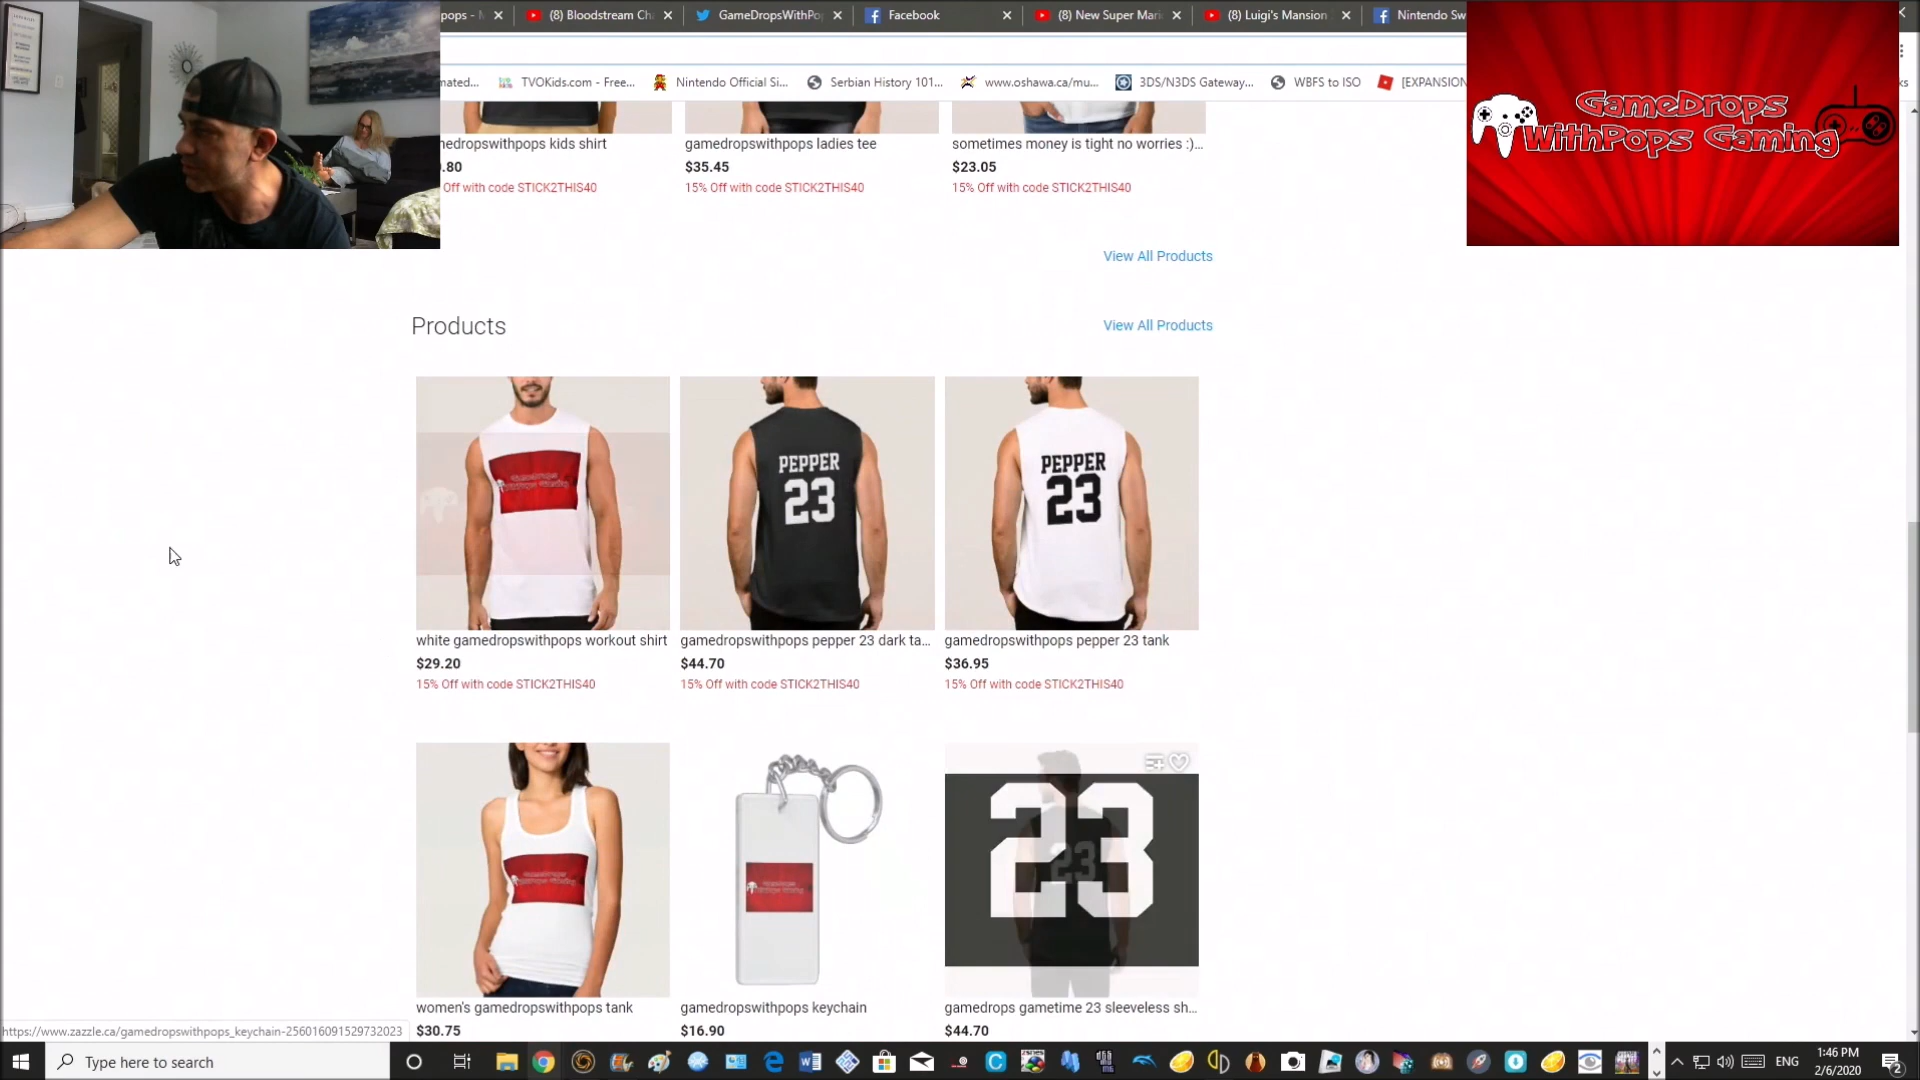 pops - M
(8) Bloodstream Cha
GameDropsWithPo
Facebook
(8) New Super Mari
(8) Luigi's Mansion
Nintendo Sw
mated...
TVOKids.com - Free...
Nintendo Official Si...
Serbian History 101...
www.oshawa.ca/mu...
3DS/N3DS Gateway...
WBFS to ISO
[EXPANSION
GameDrops
WithPops Gaming
medropswithpops kids shirt
gamedropswithpops ladies tee
sometimes money is tight no worries :)...
.80
$35.45
$23.05
Off with code STICK2THIS40
15% Off with code STICK2THIS40
15% Off with code STICK2THIS40
View All Products
Products
View All Products
PEPPER
23
PEPPER
23
white gamedropswithpops workout shirt
gamedropswithpops pepper 23 dark ta...
gamedropswithpops pepper 23 tank
$29.20
$44.70
$36.95
15% Off with code STICK2THIS40
15% Off with code STICK2THIS40
15% Off with code STICK2THIS40
23
women's gamedropswithpops tank
gamedropswithpops keychain
gamedrops gametime 23 sleeveless sh...
$30.75
$16.90
$44.70
https://www.zazzle.ca/gamedropswithpops_keychain-256016091529732023
Type here to search
ENG
1:46 PM
2/6/2020
2